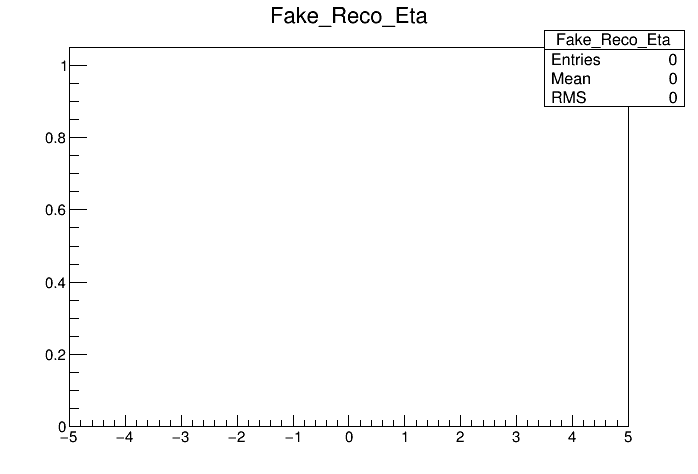 Fake_Reco_Eta
Fake_Reco_Eta
Entries 0
Mean 0
RMS 0
1
0.8
0.6
0.4
0.2
0
−5 −4 −3 −2 −1 0 1 2 3 4 5